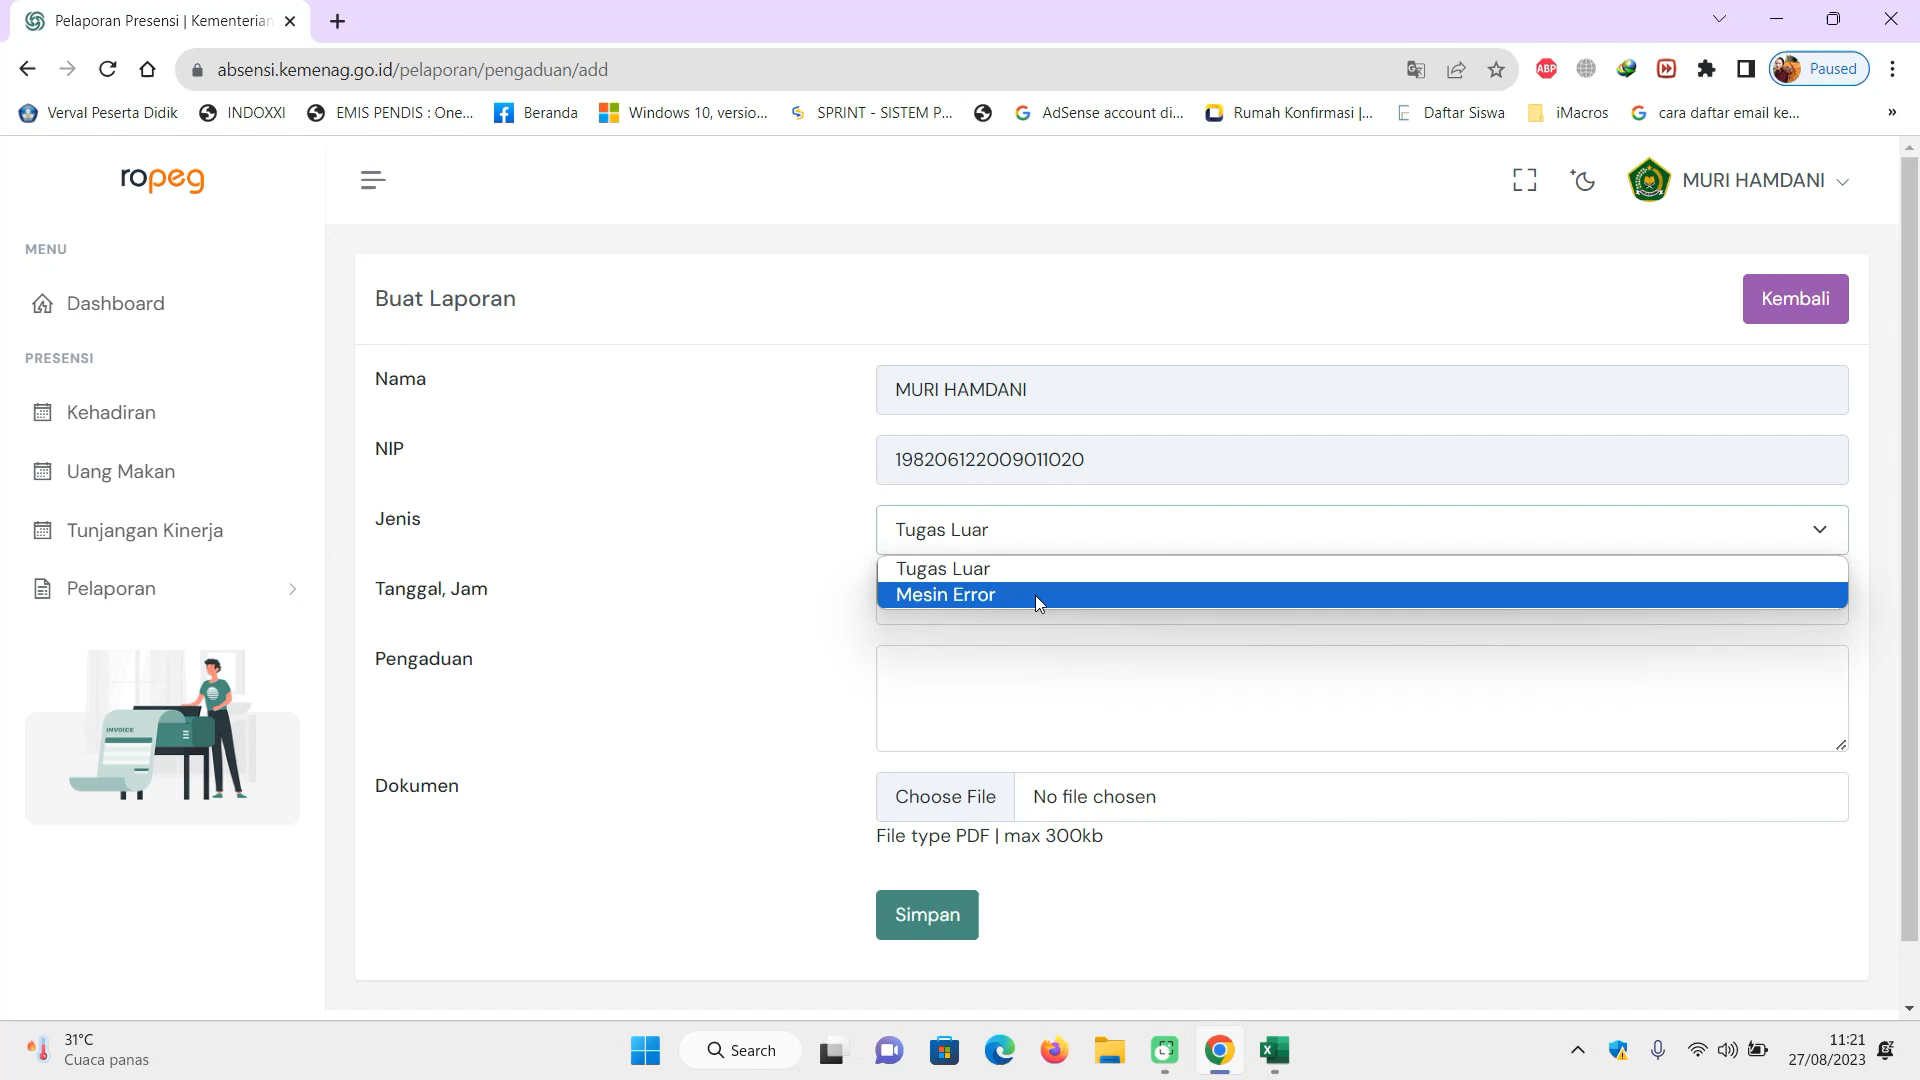 Pelaporan Presensi | Kementerian
absensi.kemenag.go.id/pelaporan/pengaduan/add
ABP
Paused
Verval Peserta Didik
INDOXXI
EMIS PENDIS : One...
Beranda
Windows 10, versio...
SPRINT - SISTEM P...
AdSense account di...
Rumah Konfirmasi |...
Daftar Siswa
iMacros
cara daftar email ke...
»
ropeg
MURI HAMDANI
MENU
Dashboard
PRESENSI
Kehadiran
Uang Makan
Tunjangan Kinerja
Pelaporan
INVOICE
Buat Laporan
Kembali
Nama
MURI HAMDANI
NIP
198206122009011020
Jenis
Tugas Luar
Tugas Luar
Mesin Error
Tanggal, Jam
Pengaduan
Dokumen
Choose File
No file chosen
File type PDF | max 300kb
Simpan
31°C
Cuaca panas
Search
11:21
27/08/2023